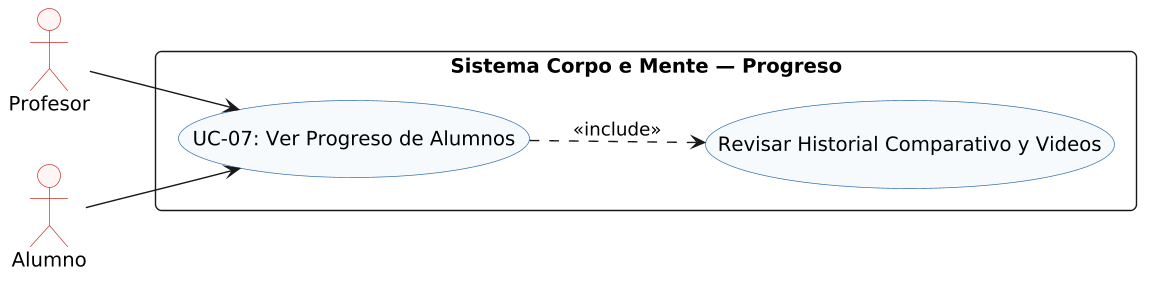 Sistema Corpo e Mente — Progreso
Profesor
UC-07: Ver Progreso de Alumnos
«include»
Revisar Historial Comparativo y Videos
Alumno